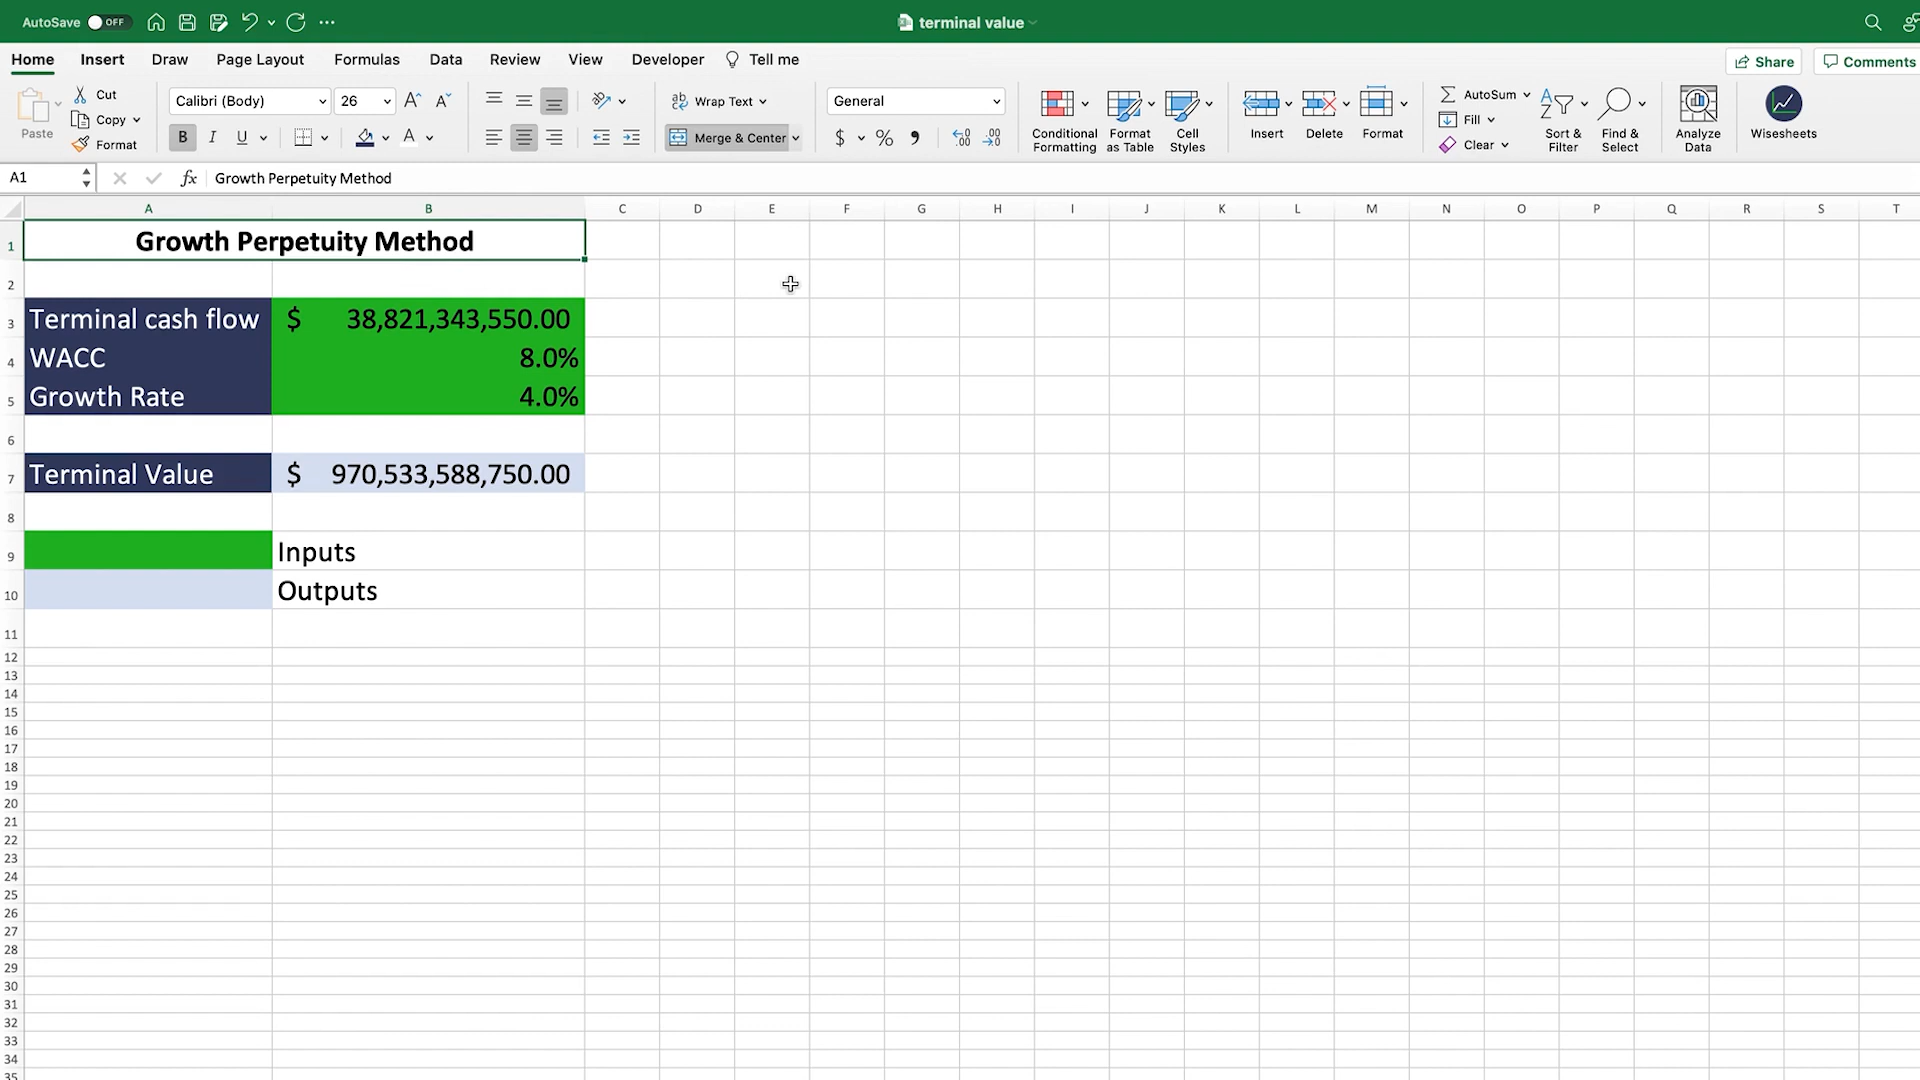 AutoSave OFF
terminal value
Home Insert Draw Page Layout Formulas Data Review View Developer Tell me
Share Comments
Paste
Cut
Copy
Format
Calibri (Body) 26
B I U
Wrap Text
Merge & Center
General
$ % ,
Conditional Formatting
Format as Table
Cell Styles
Insert
Delete
Format
AutoSum
Fill
Clear
Sort & Filter
Find & Select
Analyze Data
Wisesheets
A1 fx Growth Perpetuity Method
A B C D E F G H I J K L M N O P Q R S T
1 Growth Perpetuity Method
2
3 Terminal cash flow $ 38,821,343,550.00
4 WACC 8.0%
5 Growth Rate 4.0%
6
7 Terminal Value $ 970,533,588,750.00
8
9 Inputs
10 Outputs
11
12
13
14
15
16
17
18
19
20
21
22
23
24
25
26
27
28
29
30
31
32
33
34
35